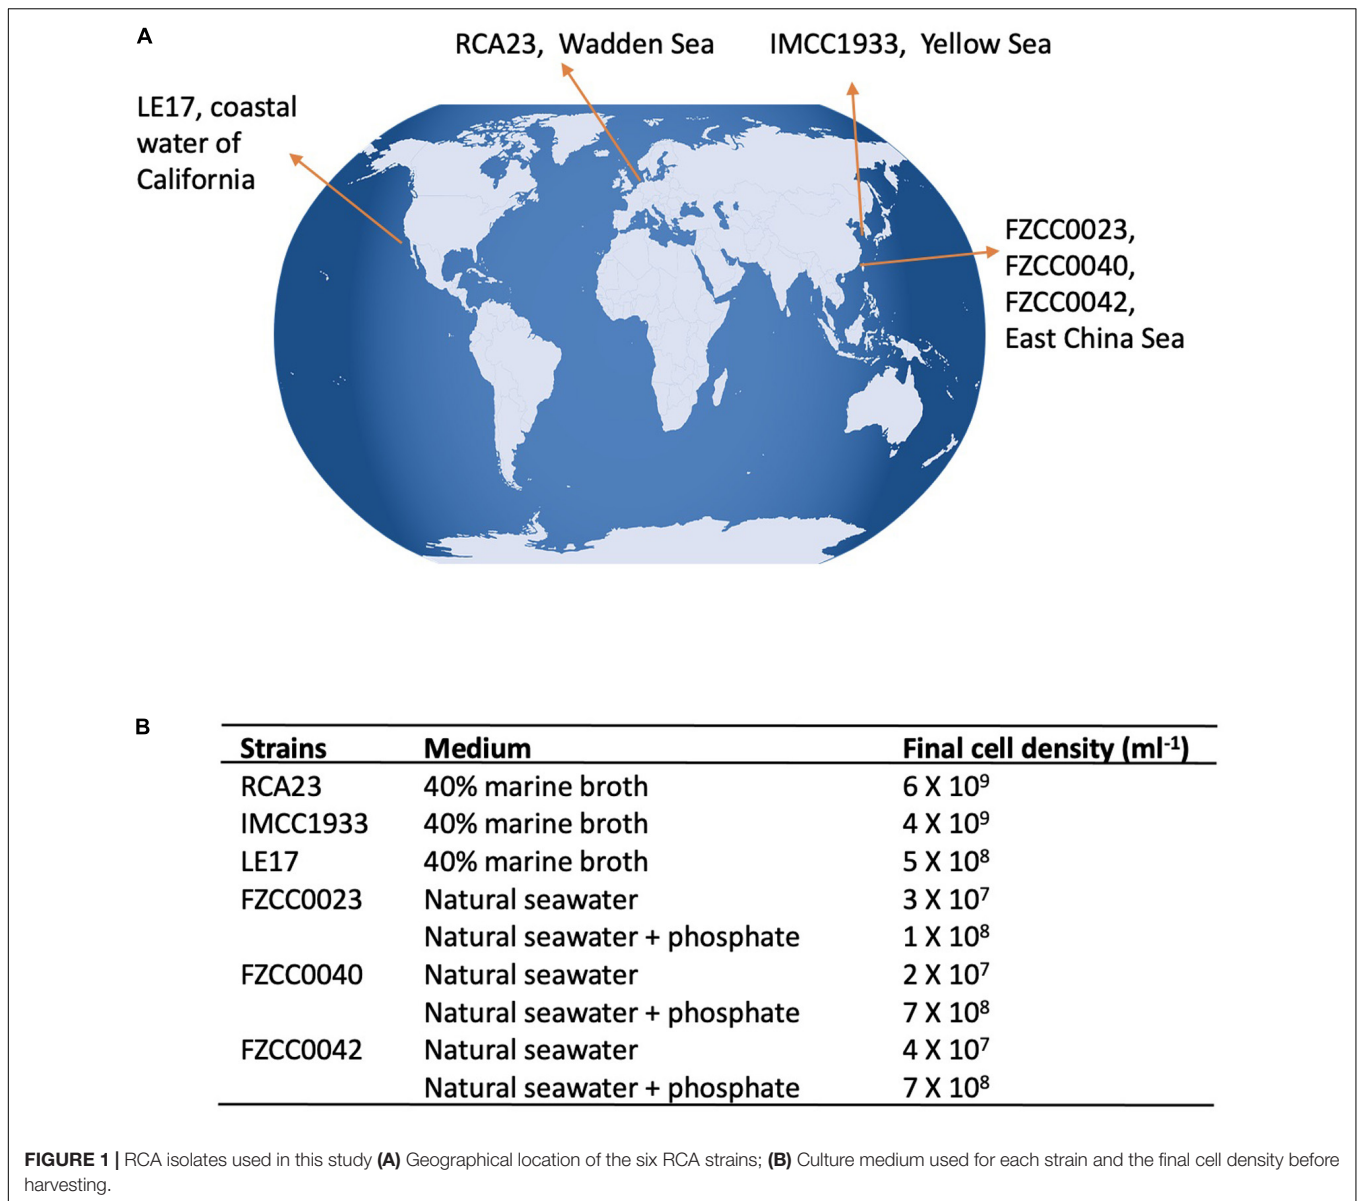 A
RCA23, Wadden Sea
IMCC1933, Yellow Sea
LE17, coastal
water of
California
FZCC0023,
FZCC0040,
FZCC0042,
East China Sea
B
Strains Medium Final cell density (ml⁻¹)
RCA23 40% marine broth 6 X 10⁹
IMCC1933 40% marine broth 4 X 10⁹
LE17 40% marine broth 5 X 10⁸
FZCC0023 Natural seawater 3 X 10⁷
Natural seawater + phosphate 1 X 10⁸
FZCC0040 Natural seawater 2 X 10⁷
Natural seawater + phosphate 7 X 10⁸
FZCC0042 Natural seawater 4 X 10⁷
Natural seawater + phosphate 7 X 10⁸
FIGURE 1 | RCA isolates used in this study (A) Geographical location of the six RCA strains; (B) Culture medium used for each strain and the final cell density before
harvesting.